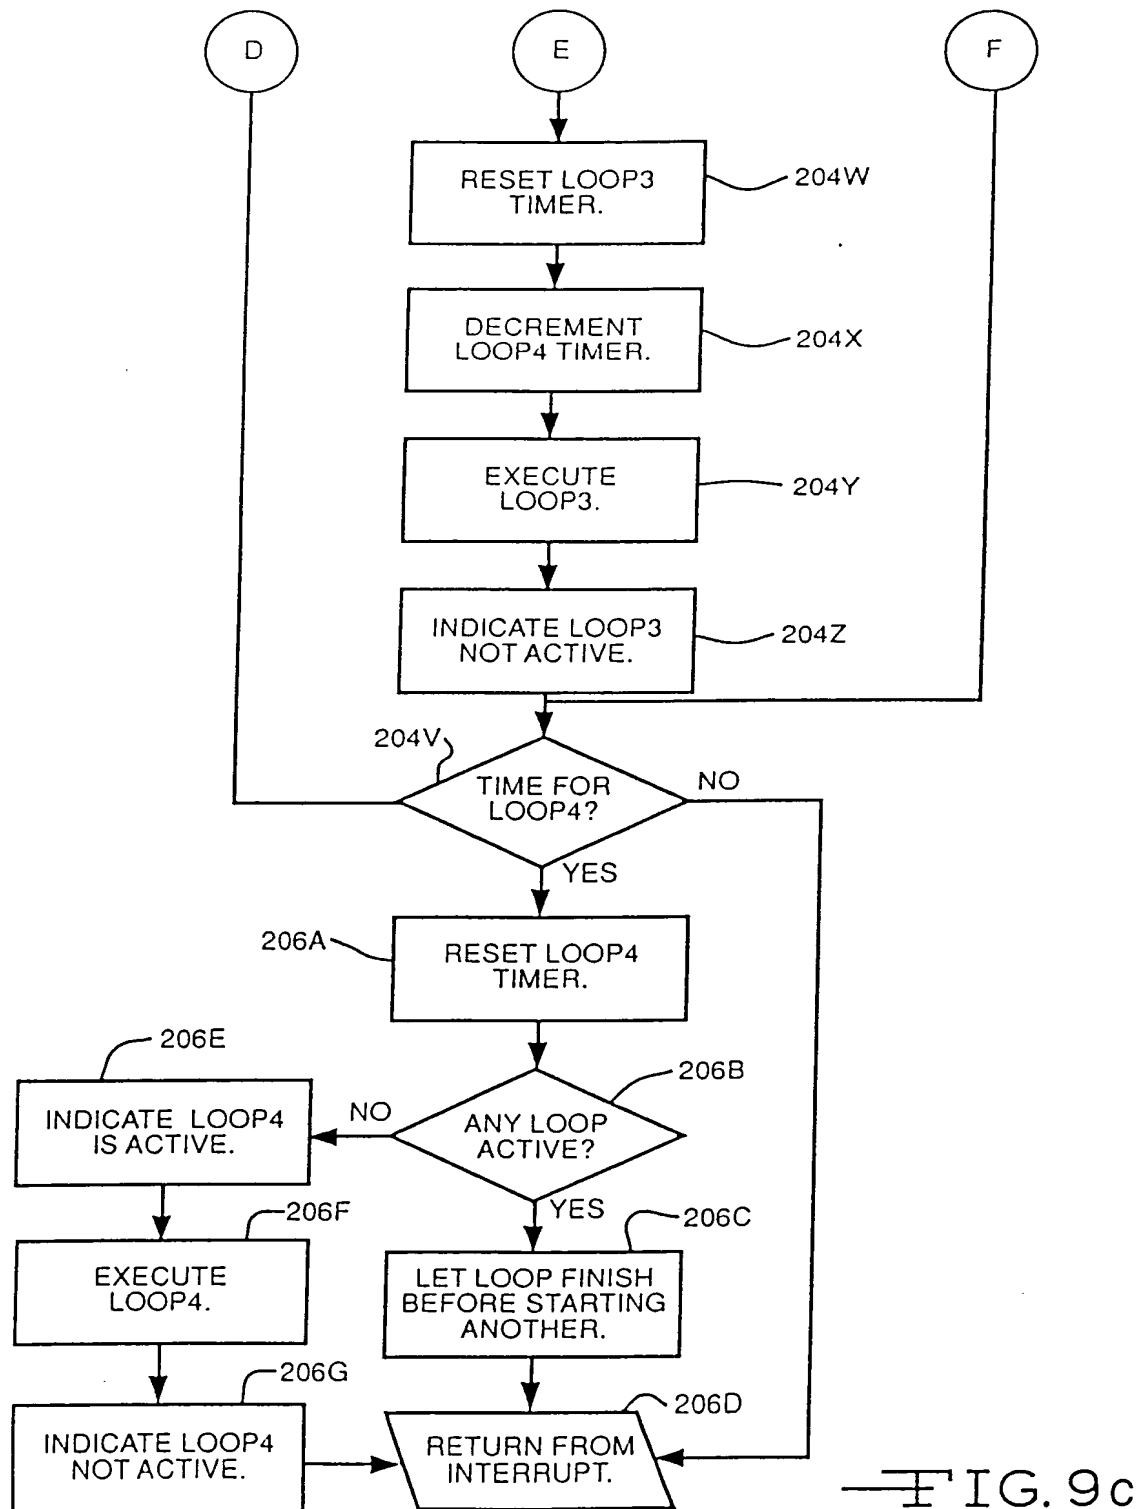 D
E
F
RESET LOOP3
TIMER.
204W
DECREMENT
LOOP4 TIMER.
204X
EXECUTE
LOOP3.
204Y
INDICATE LOOP3
NOT ACTIVE.
204Z
204V
TIME FOR
LOOP4?
NO
YES
206A
RESET LOOP4
TIMER.
206E
206B
INDICATE LOOP4
IS ACTIVE.
NO
ANY LOOP
ACTIVE?
YES
206F
206C
EXECUTE
LOOP4.
LET LOOP FINISH
BEFORE STARTING
ANOTHER.
206G
206D
INDICATE LOOP4
NOT ACTIVE.
RETURN FROM
INTERRUPT.
FIG. 9c